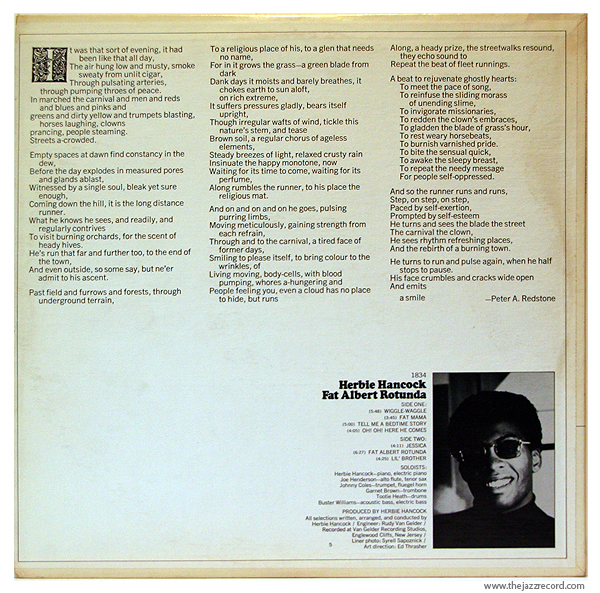 It was that sort of evening, it had
been like that all day,
The air hung low and musty, smoke
sweaty from unlit cigar,
Through pulsating arteries,
through pumping throes of peace.
In marched the carnival and men and reds
and blues and pinks and
greens and dirty yellow and trumpets blasting,
horses laughing, clowns
prancing, people steaming.
Streets a-crowded.
Empty spaces at dawn find constancy in the
dew,
Before the day explodes in measured pores
and glands ablast,
Witnessed by a single soul, bleak yet sure
enough,
Coming down the hill, it is the long distance
runner.
What he knows he sees, and readily, and
regularly contrives
To visit burning orchards, for the scent of
heady hives.
He's run that far and further too, to the end of
the town,
And even outside, so some say, but ne'er
admit to his ascent.
Past field and furrows and forests, through
underground terrain,
To a religious place of his, to a glen that needs
no name,
For in it grows the grass—a green blade from
dark
Dank days it moists and barely breathes, it
chokes earth to sun aloft,
on rich extreme,
It suffers pressures gladly, bears itself
upright,
Though irregular wafts of wind, tickle this
nature's stem, and tease
Brown soil, a regular chorus of ageless
elements,
Steady breezes of light, relaxed crusty rain
Insinuate the happy monotone, now
Waiting for its time to come, waiting for its
perfume,
Along rumbles the runner, to his place the
religious mat.
And on and on and on he goes, pulsing
purring limbs,
Moving meticulously, gaining strength from
each refrain,
Through and to the carnival, a tired face of
former days,
Smiling to please itself, to bring colour to the
wrinkles, of
Living moving, body-cells, with blood
pumping, whores a-hungering and
People feeling you, even a cloud has no place
to hide, but runs
Along, a heady prize, the streetwalks resound,
they echo sound to
Repeat the beat of fleet runnings.
A beat to rejuvenate ghostly hearts:
To meet the pace of song,
To reinfuse the sliding morass
of unending slime,
To invigorate missionaries,
To redden the clown's embraces,
To gladden the blade of grass's hour,
To rest weary horsebeats,
To burnish vanished pride.
To bite the sensual quick,
To awake the sleepy breast,
To repeat the needy message
For people self-oppressed.
And so the runner runs and runs,
Step, on step, on step,
Paced by self-exertion,
Prompted by self-esteem
He turns and sees the blade the street
The carnival the clown,
He sees rhythm refreshing places,
And the rebirth of a burning town.
He turns to run and pulse again, when he half
stops to pause.
His face crumbles and cracks wide open
And emits
a smile —Peter A. Redstone
1834
Herbie Hancock
Fat Albert Rotunda
SIDE ONE:
(5:48) WIGGLE-WAGGLE
(3:45) FAT MAMA
(5:00) TELL ME A BEDTIME STORY
(4:05) OH! OH! HERE HE COMES
SIDE TWO:
(4:11) JESSICA
(6:27) FAT ALBERT ROTUNDA
(4:25) LIL' BROTHER
SOLOISTS:
Herbie Hancock—piano, electric piano
Joe Henderson—alto flute, tenor sax
Johnny Coles—trumpet, fluegel horn
Garnet Brown—trombone
Tootie Heath—drums
Buster Williams—acoustic bass, electric bass
PRODUCED BY HERBIE HANCOCK
All selections written, arranged, and conducted by
Herbie Hancock / Engineer: Rudy Van Gelder /
Recorded at Van Gelder Recording Studios,
Englewood Cliffs, New Jersey /
Liner photo: Syrell Sapoznick /
Art direction: Ed Thrasher
5
www.thejazzrecord.com